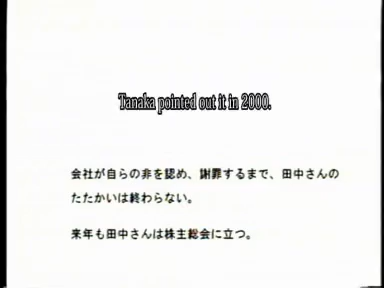 Tanaka pointed out it in 2000.
会社が自らの非を認め、謝罪するまで、田中さんの
たたかいは終わらない。
来年も田中さんは株主総会に立つ。